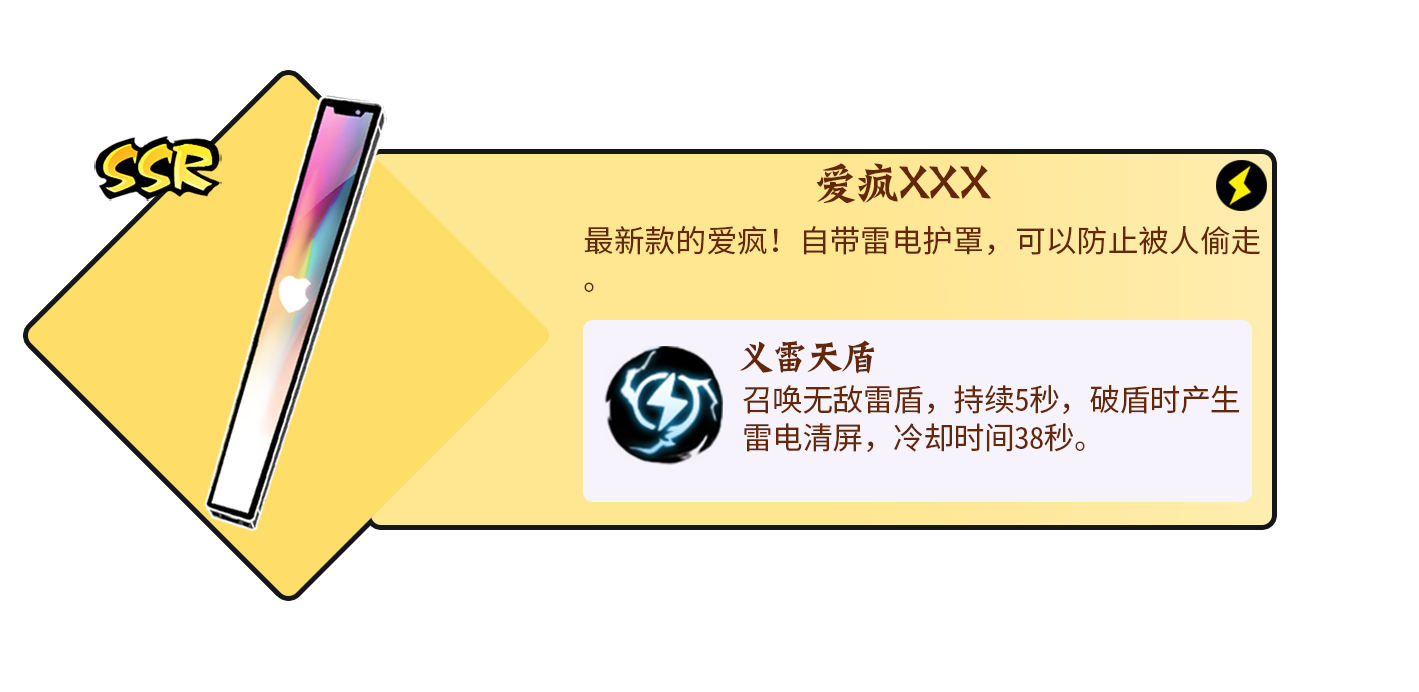 SSR
爱疯XXX
最新款的爱疯！自带雷电护罩，可以防止被人偷走
。
义雷天盾
召唤无敌雷盾，持续5秒，破盾时产生
雷电清屏，冷却时间38秒。